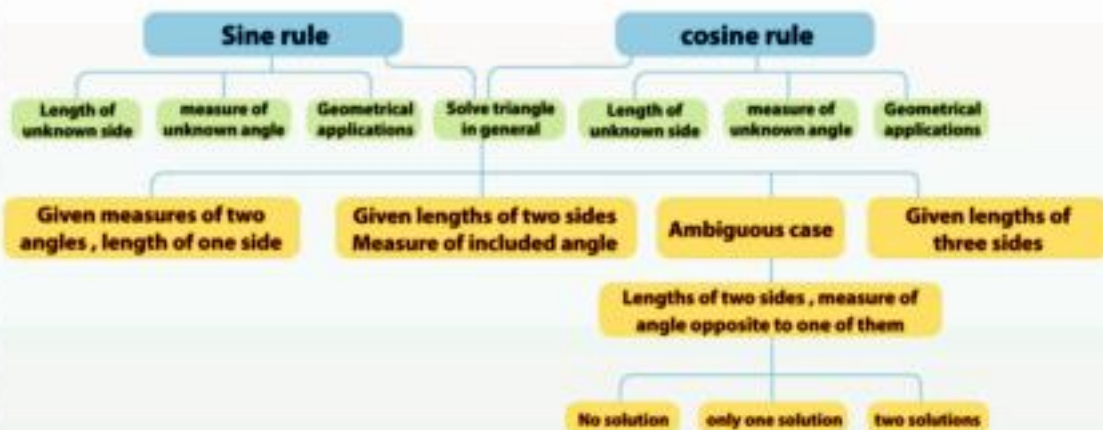 Sine rule
cosine rule
Length of
unknown side
measure of
unknown angle
Geometrical
applications
Solve triangle
in general
Length of
unknown side
measure of
unknown angle
Geometrical
applications
Given measures of two
angles , length of one side
Given lengths of two sides
Measure of included angle
Ambiguous case
Given lengths of
three sides
Lengths of two sides , measure of
angle opposite to one of them
No solution
only one solution
two solutions